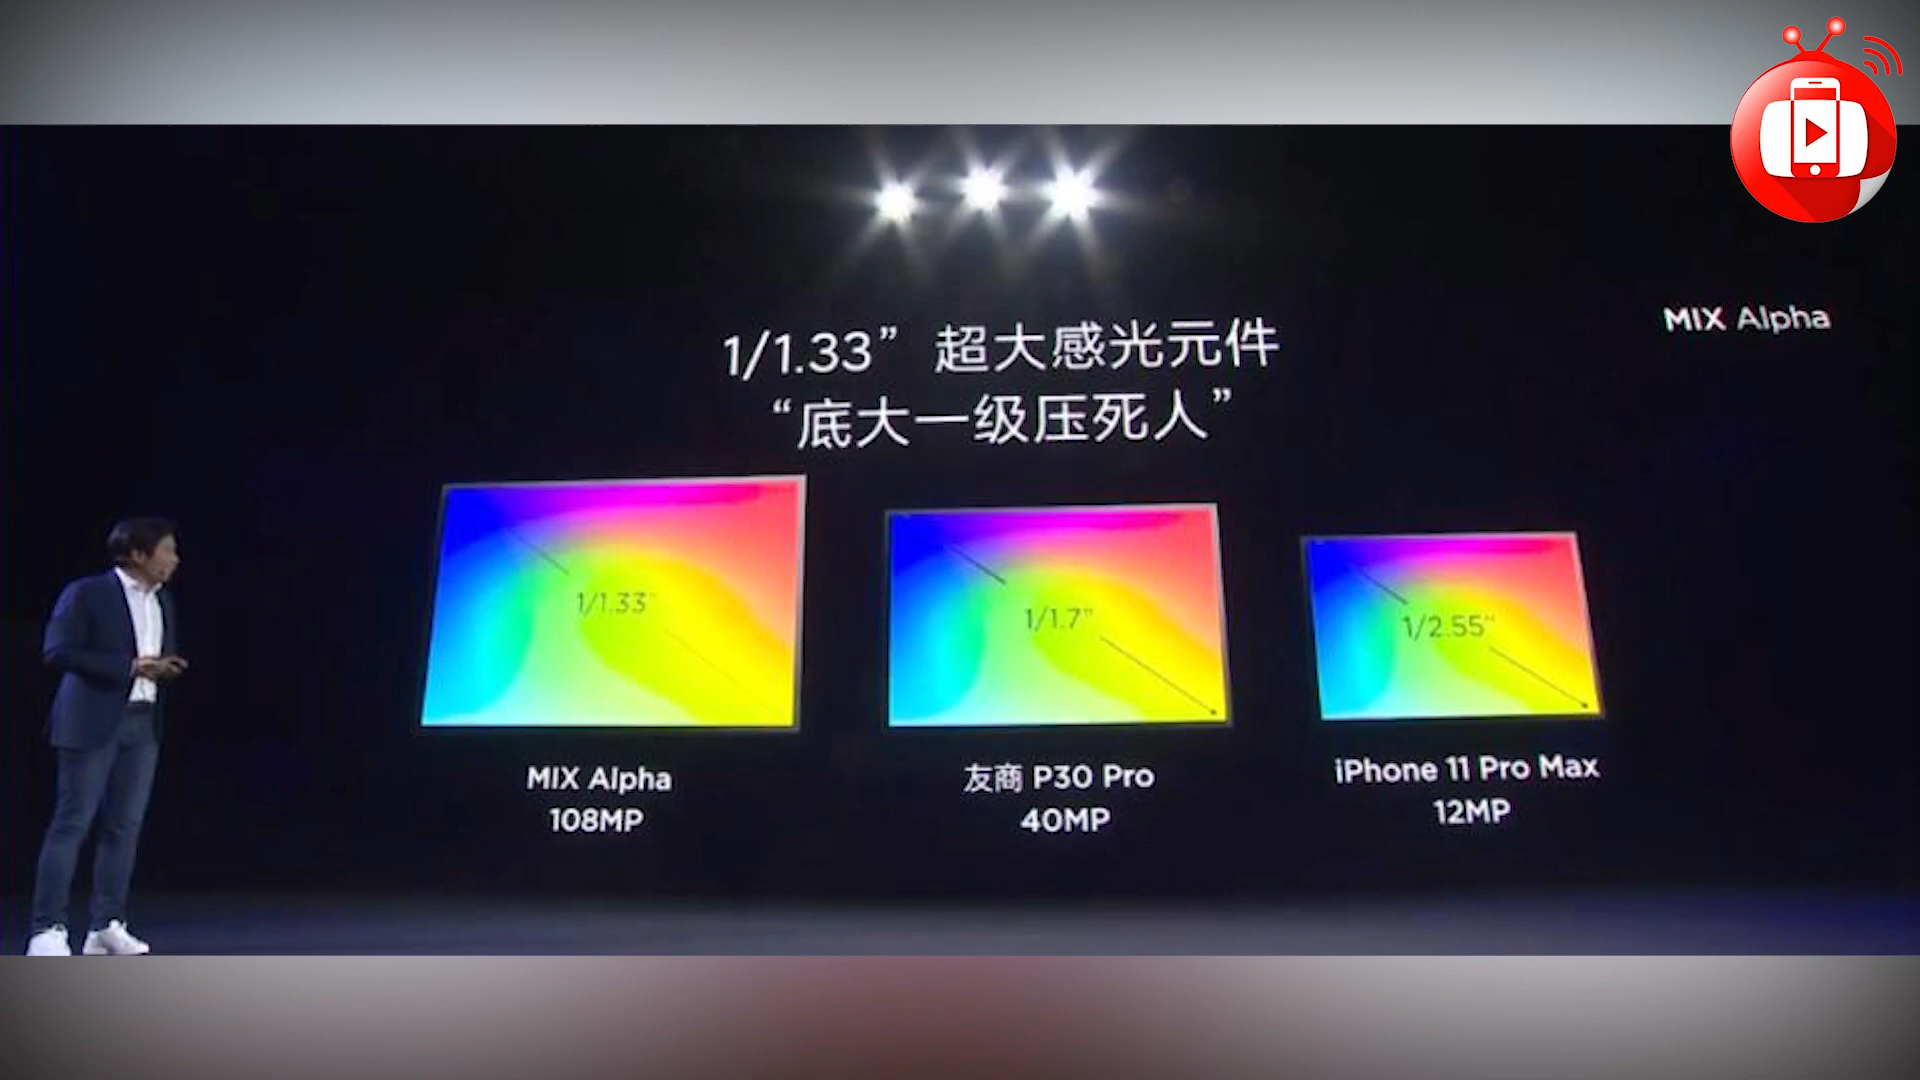 MIX Alpha
1/1.33” 超大感光元件
“底大一级压死人”
1/1.33”
1/1.7”
1/2.55”
MIX Alpha
108MP
友商 P30 Pro
40MP
iPhone 11 Pro Max
12MP